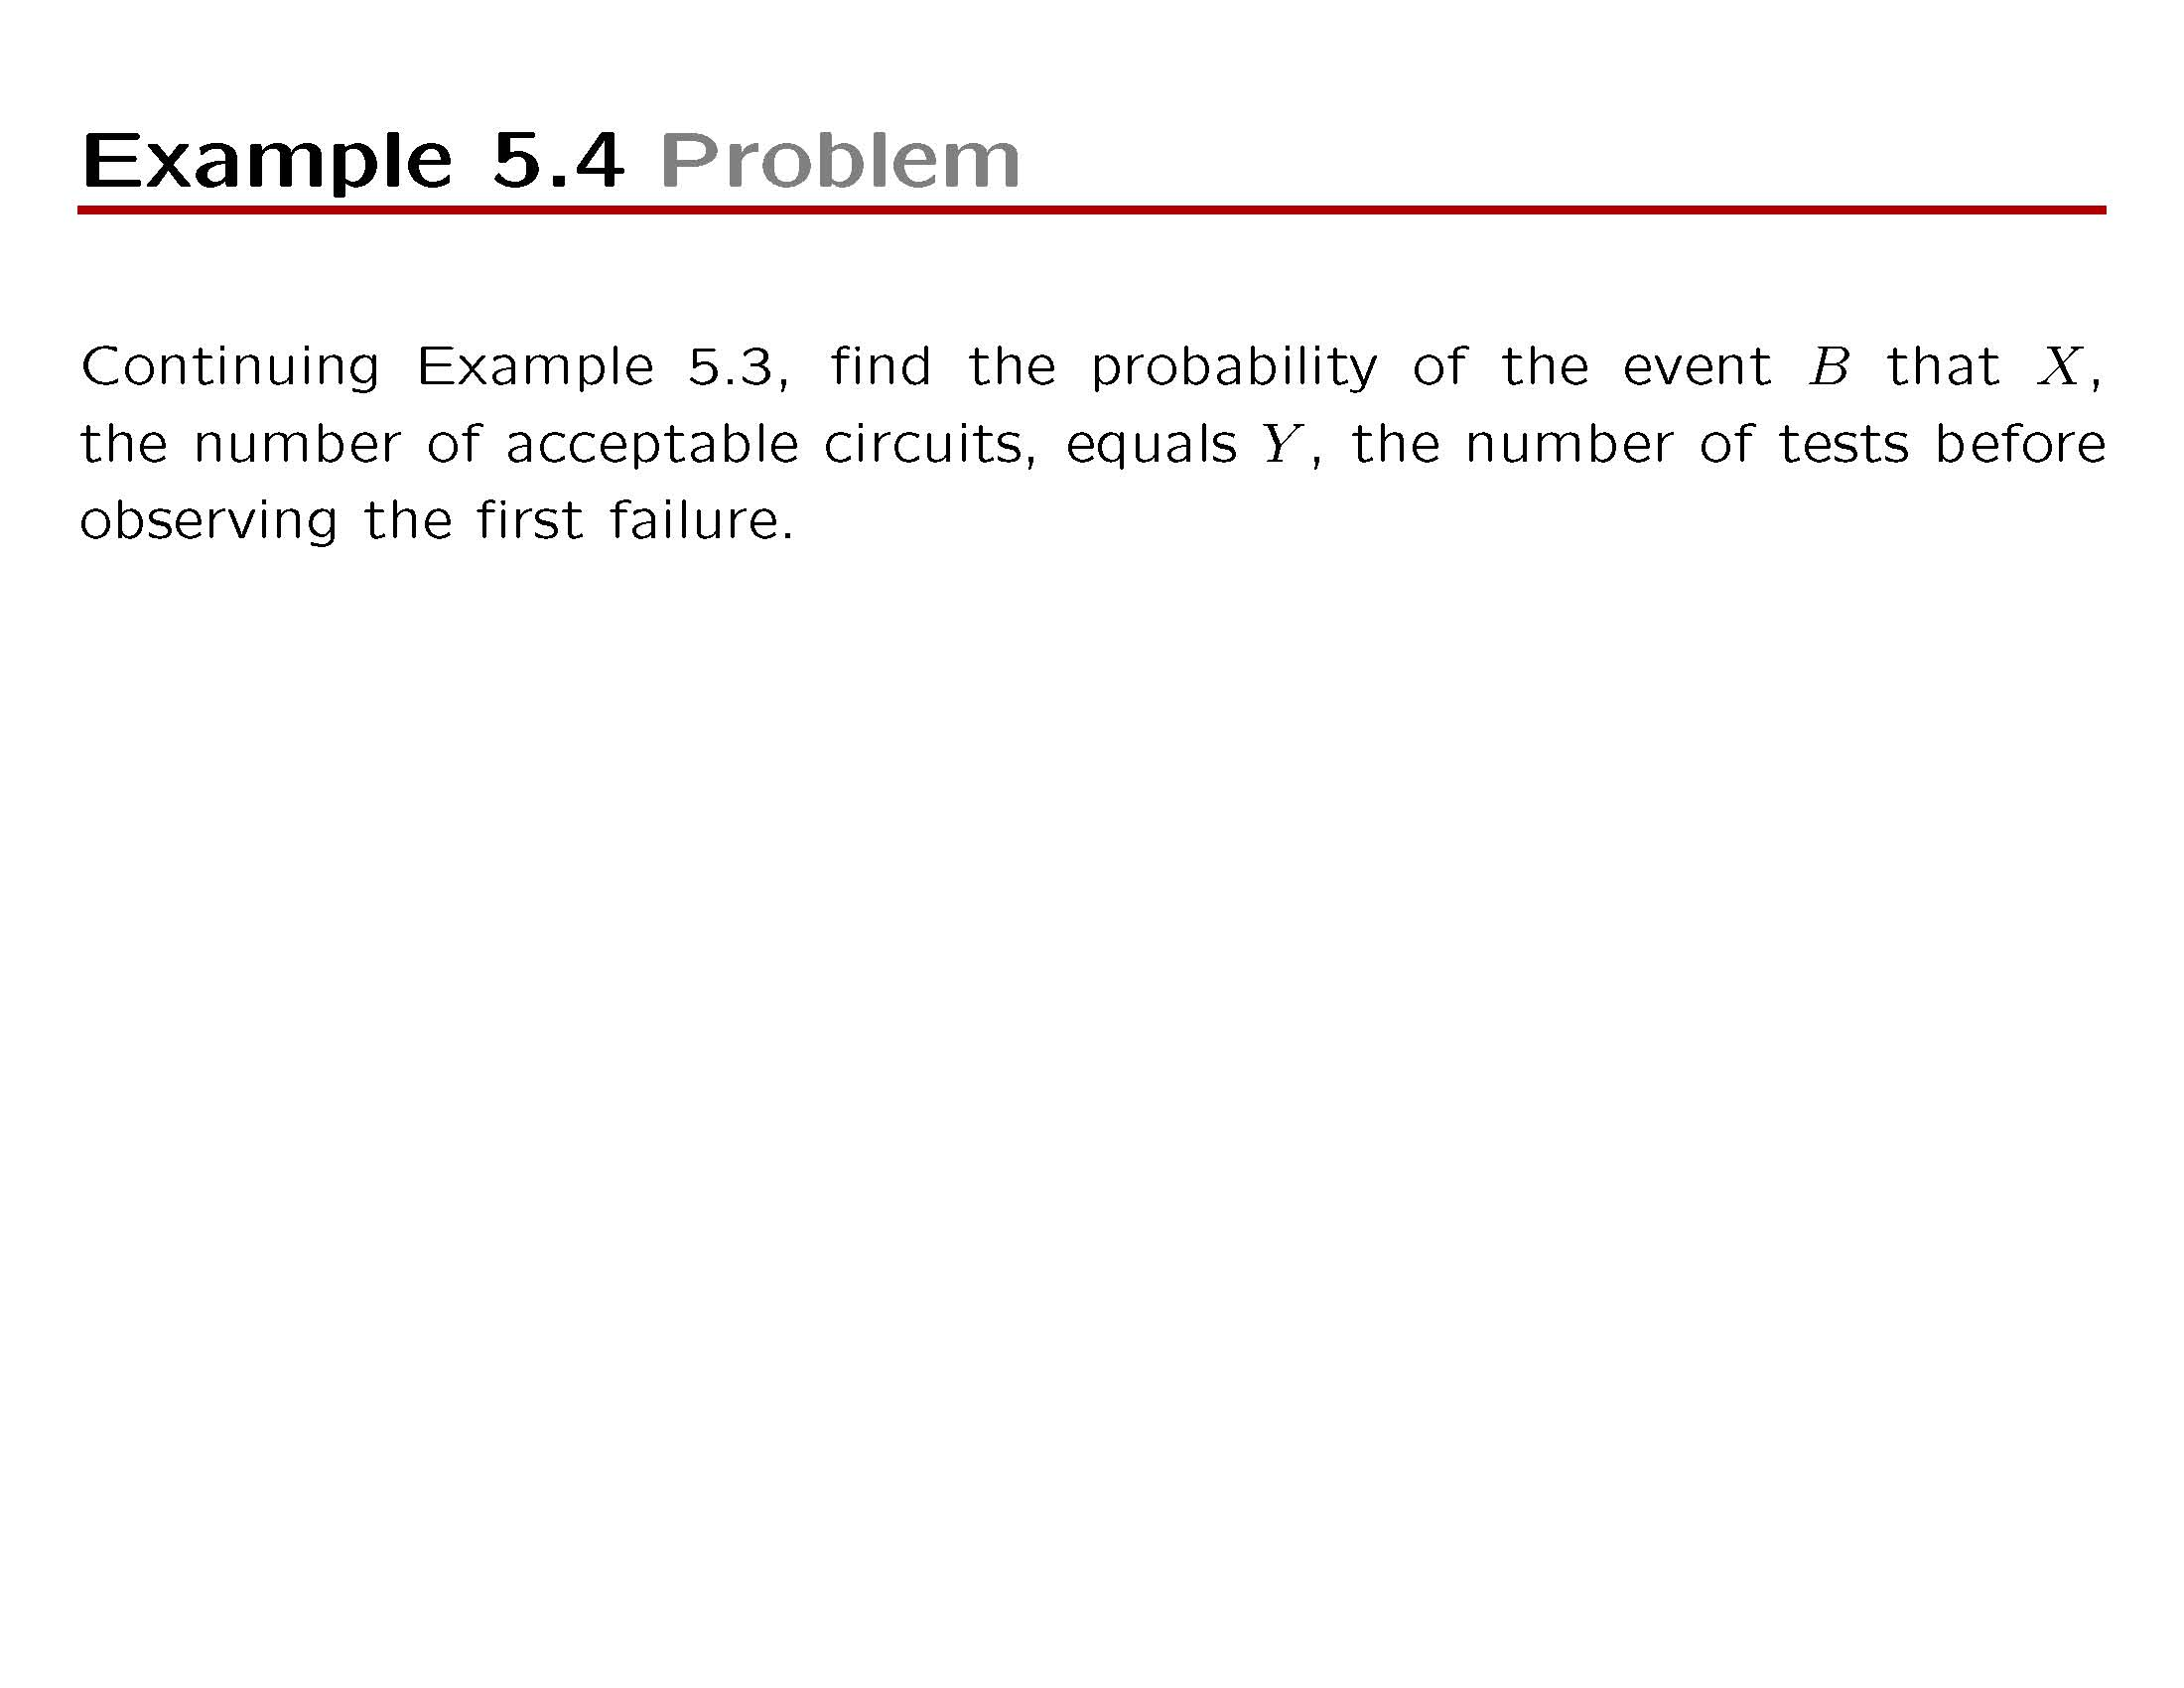 Example 5.4 Problem
Continuing Example 5.3, find the probability of the event B that X,
the number of acceptable circuits, equals Y, the number of tests before
observing the first failure.